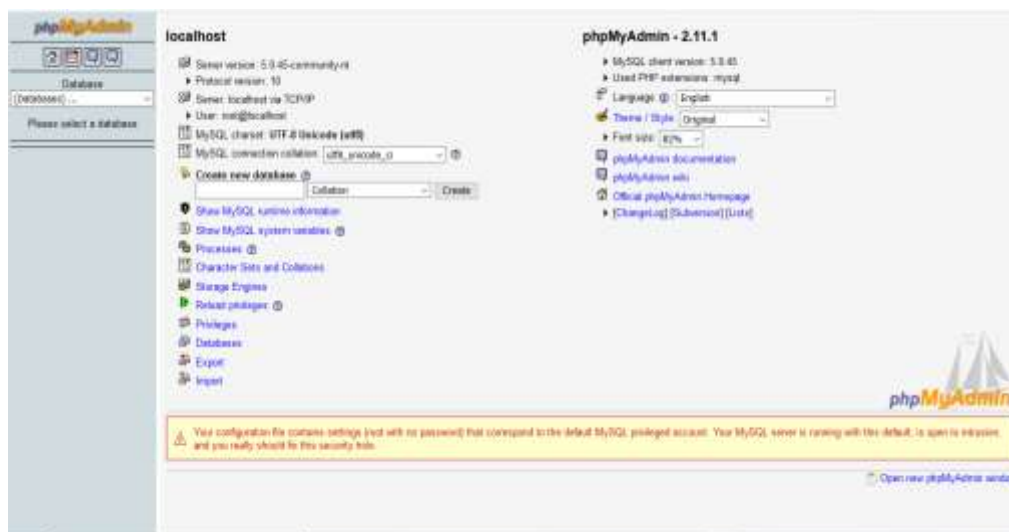 phpMyAdmin
Database
(Databases) ...
Please select a database
localhost
Server version: 5.0.45-community-nt
Protocol version: 10
Server: localhost via TCP/IP
User: root@localhost
MySQL charset: UTF-8 Unicode (utf8)
MySQL connection collation: utf8_unicode_ci
Create new database
Collation Create
Show MySQL runtime information
Show MySQL system variables
Processes
Character Sets and Collations
Storage Engines
Reload privileges
Privileges
Databases
Export
Import
phpMyAdmin - 2.11.1
MySQL client version: 5.0.45
Used PHP extensions: mysql
Language English
Theme / Style: Original
Font size: 82%
phpMyAdmin documentation
phpMyAdmin wiki
Official phpMyAdmin Homepage
[ChangeLog] [Subversion] [Lists]
phpMyAdmin
Your configuration file contains settings (root with no password) that correspond to the default MySQL privileged account. Your MySQL server is running with this default, is open to intrusion,
and you really should fix this security hole.
Open new phpMyAdmin window